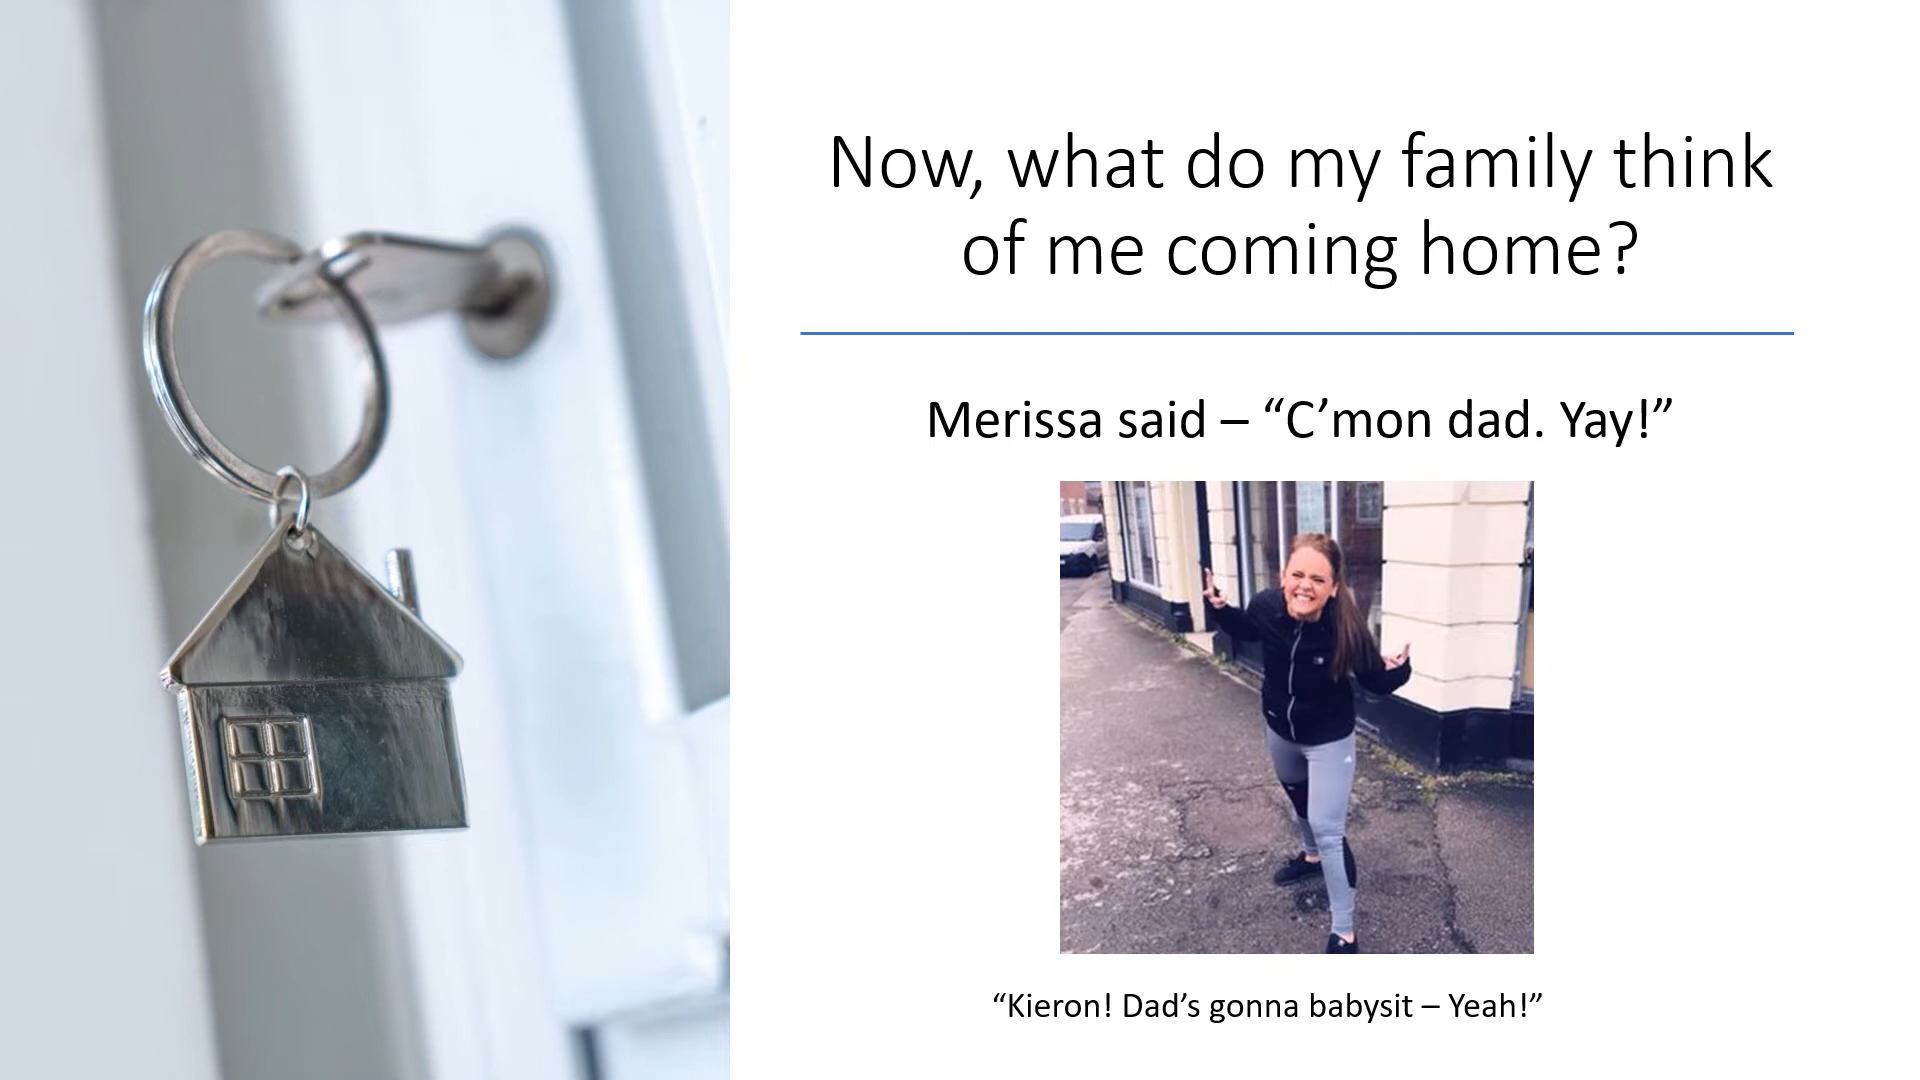 Now, what do my family think
of me coming home?
Merissa said – “C’mon dad. Yay!”
“Kieron! Dad’s gonna babysit – Yeah!”